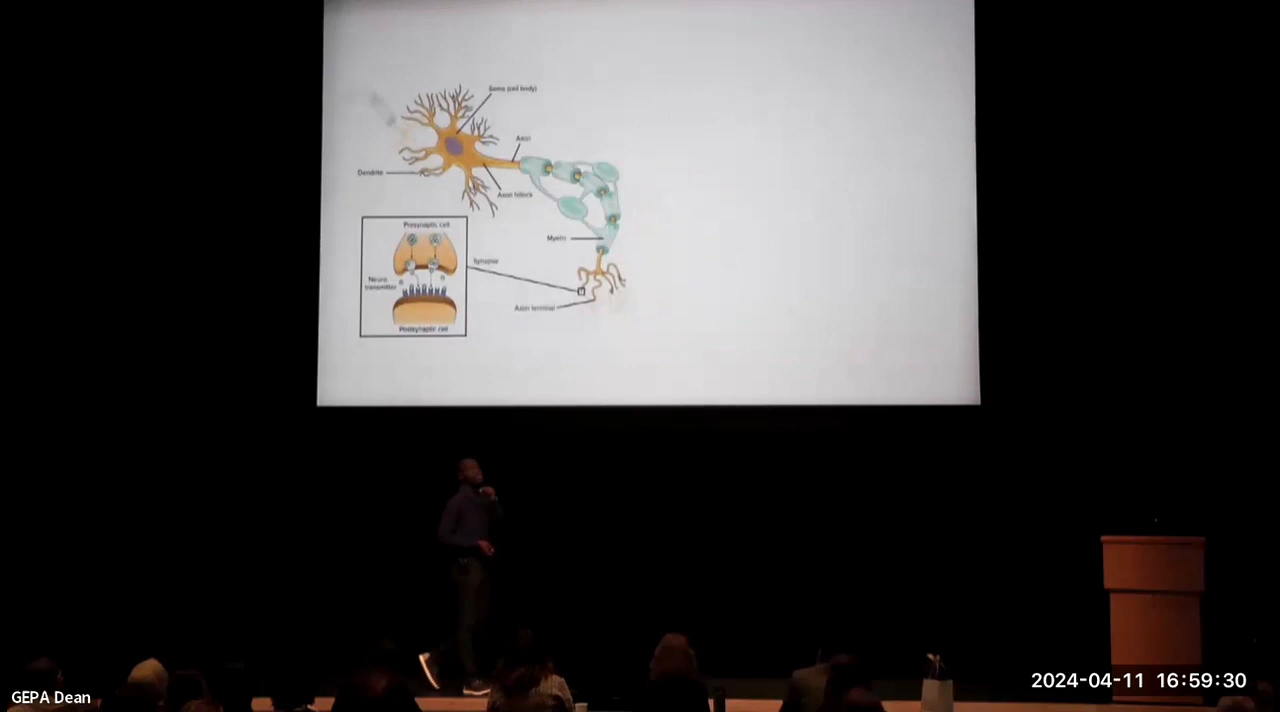 Soma (cell body)
Axon
Dendrite
Axon hillock
Presynaptic cell
Myelin
Synapse
Neuro
transmitter
Axon terminal
Postsynaptic cell
2024-04-11 16:59:30
GEPA Dean